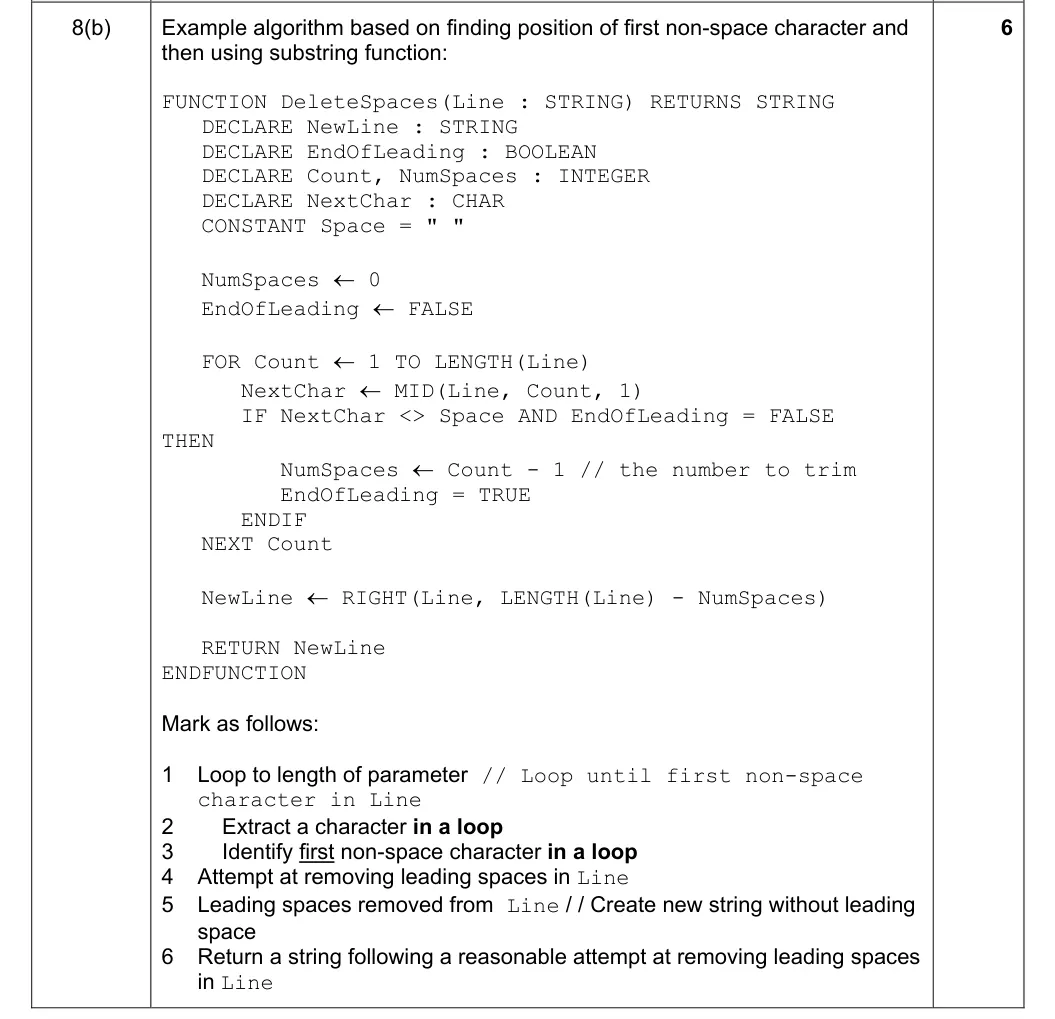 8(b) Example algorithm based on finding position of first non-space character and 6
then using substring function:
FUNCTION DeleteSpaces(Line : STRING) RETURNS STRING
DECLARE NewLine : STRING
DECLARE EndOfLeading : BOOLEAN
DECLARE Count, NumSpaces : INTEGER
DECLARE NextChar : CHAR
CONSTANT Space = " "
NumSpaces ← 0
EndOfLeading ← FALSE
FOR Count ← 1 TO LENGTH(Line)
NextChar ← MID(Line, Count, 1)
IF NextChar <> Space AND EndOfLeading = FALSE
THEN
NumSpaces ← Count - 1 // the number to trim
EndOfLeading = TRUE
ENDIF
NEXT Count
NewLine ← RIGHT(Line, LENGTH(Line) - NumSpaces)
RETURN NewLine
ENDFUNCTION
Mark as follows:
1 Loop to length of parameter // Loop until first non-space
character in Line
2 Extract a character in a loop
3 Identify first non-space character in a loop
4 Attempt at removing leading spaces in Line
5 Leading spaces removed from Line / / Create new string without leading
space
6 Return a string following a reasonable attempt at removing leading spaces
in Line